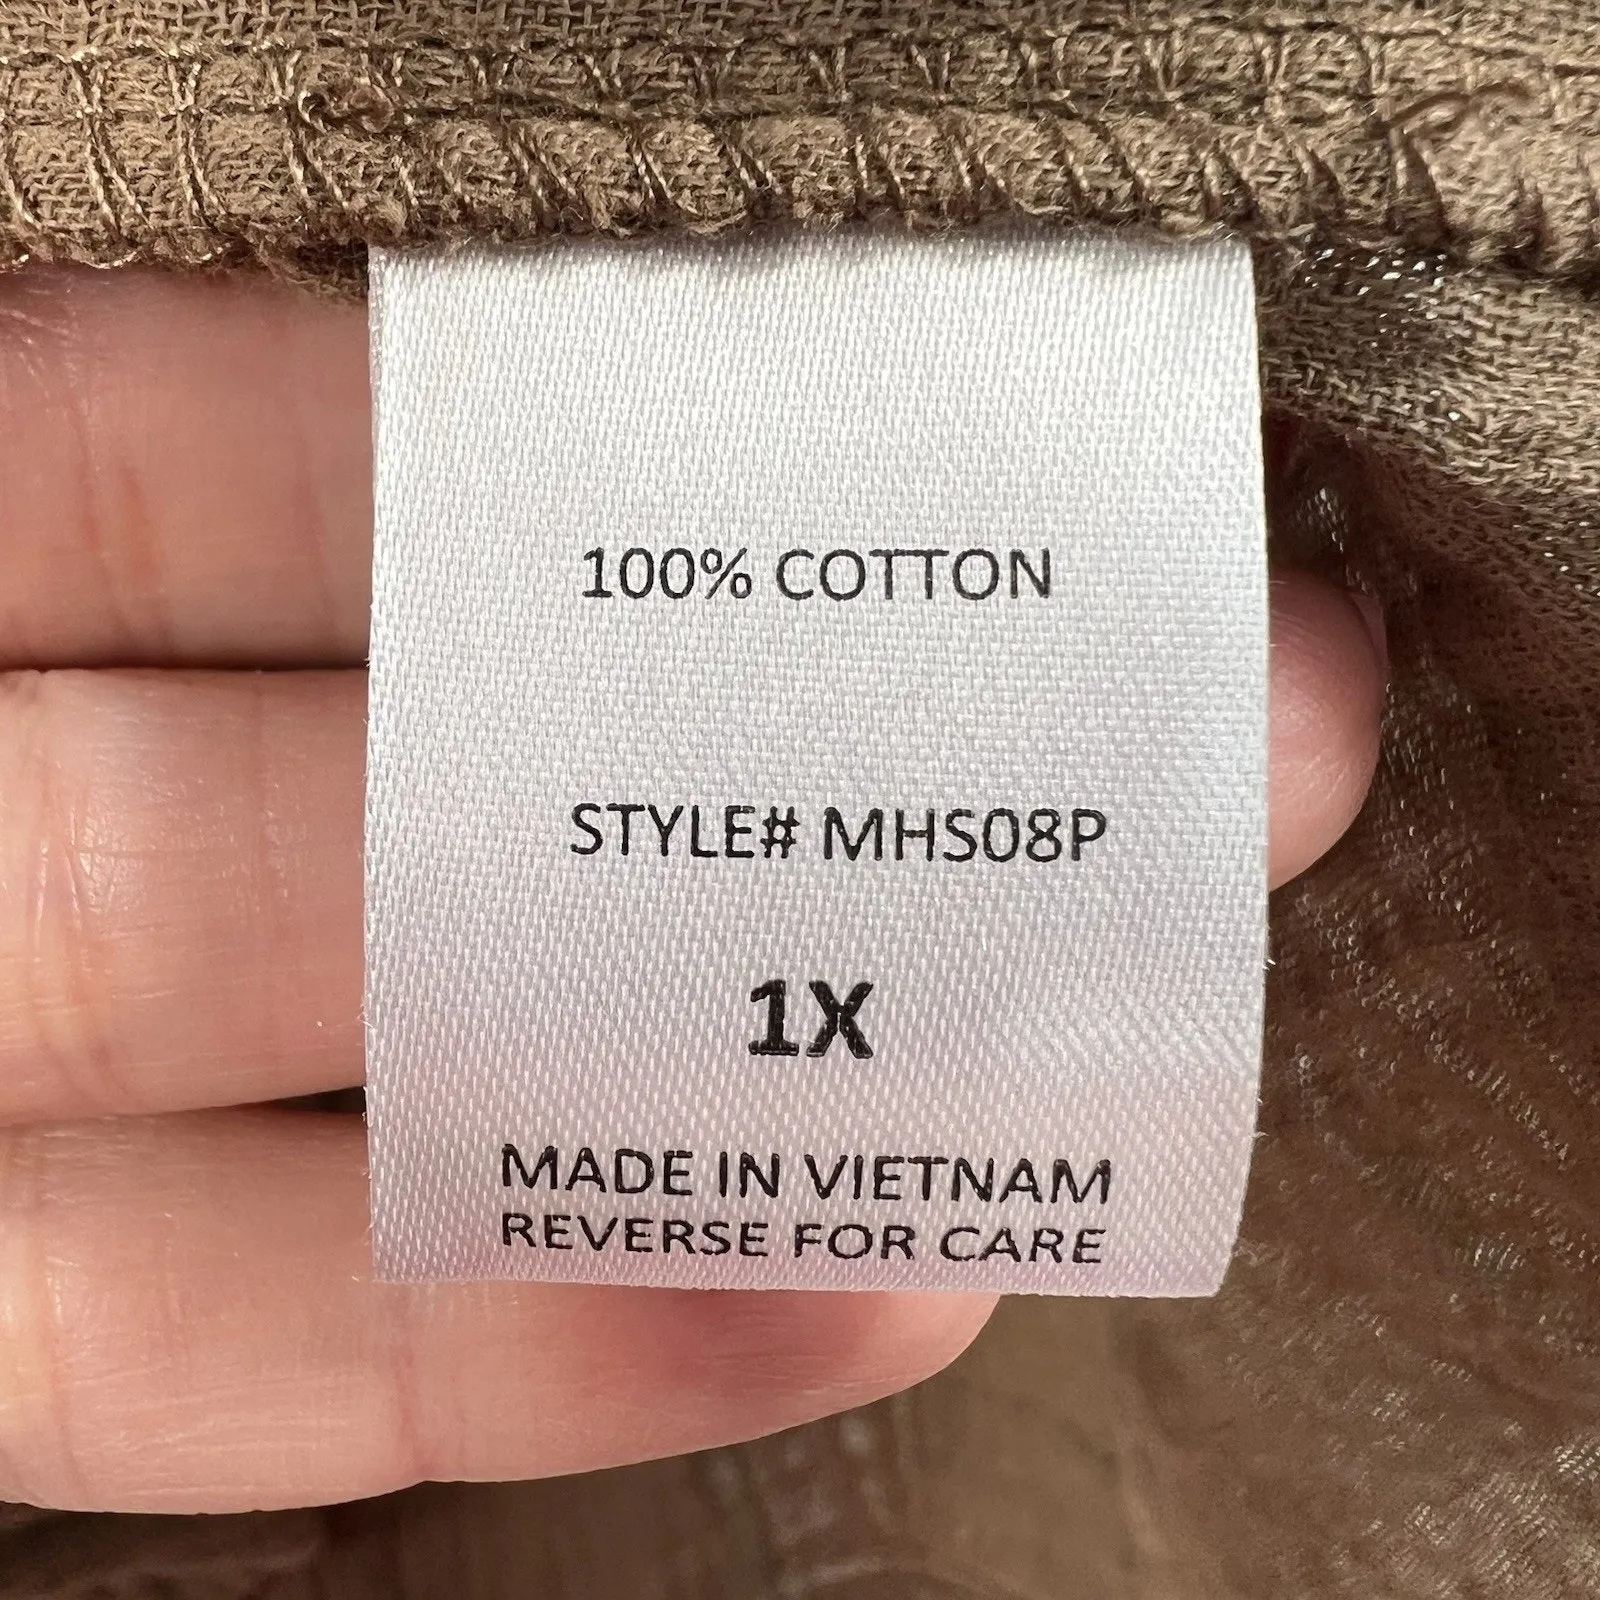 100% COTTON
STYLE# MHS08P
1X
MADE IN VIETNAM
REVERSE FOR CARE